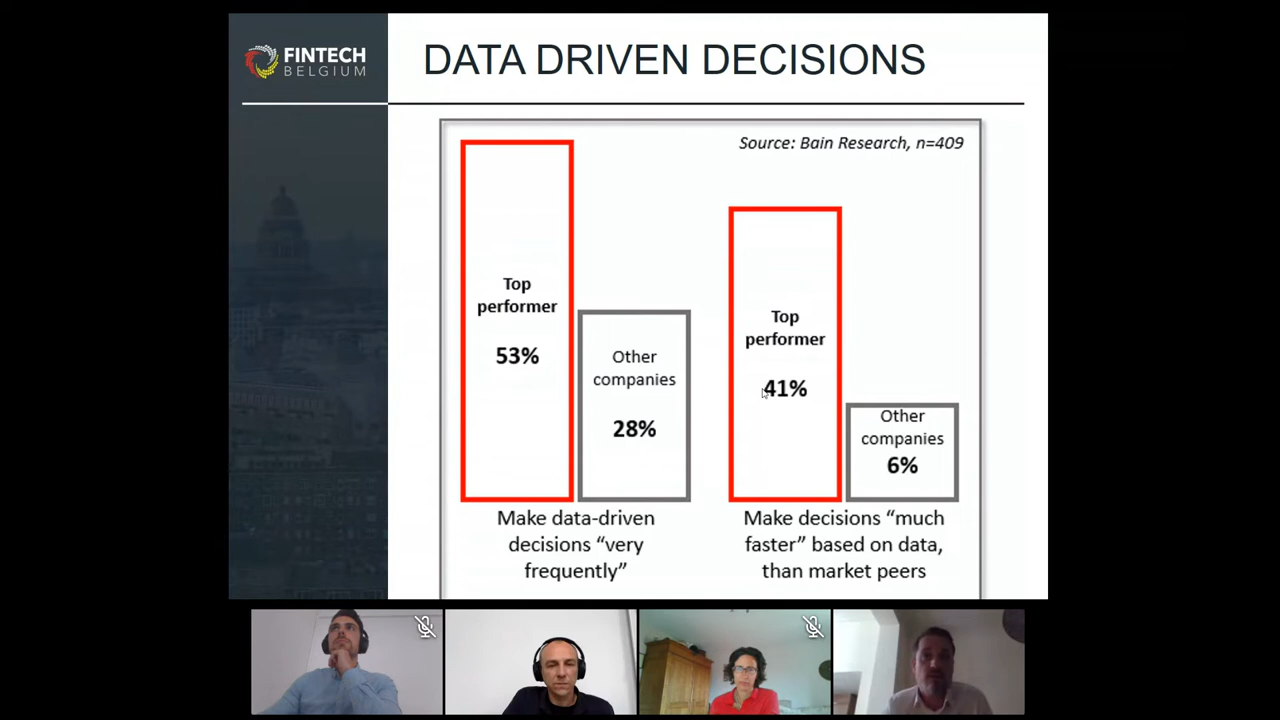 FINTECH
BELGIUM
DATA DRIVEN DECISIONS
Source: Bain Research, n=409
Top
performer
53%
Other
companies
28%
Make data-driven
decisions “very
frequently”
Top
performer
41%
Other
companies
6%
Make decisions “much
faster” based on data,
than market peers